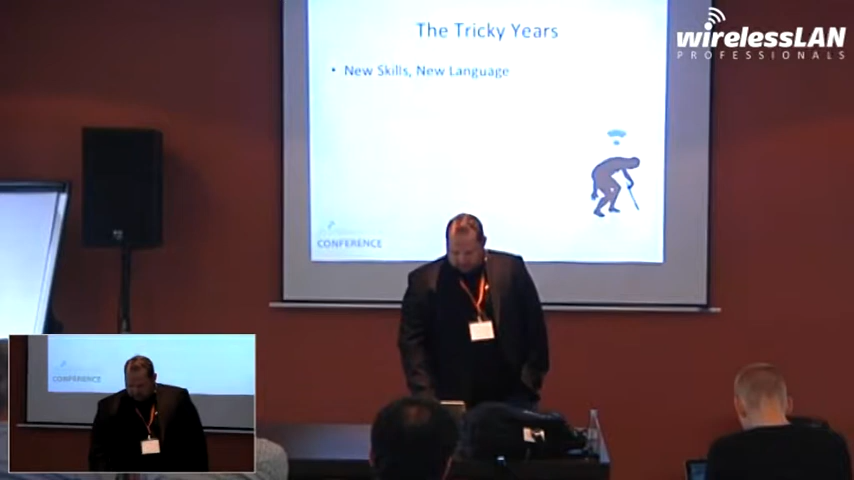 The Tricky Years
wirelessLAN
PROFESSIONALS
• New Skills, New Language
CONFERENCE
CONFERENCE